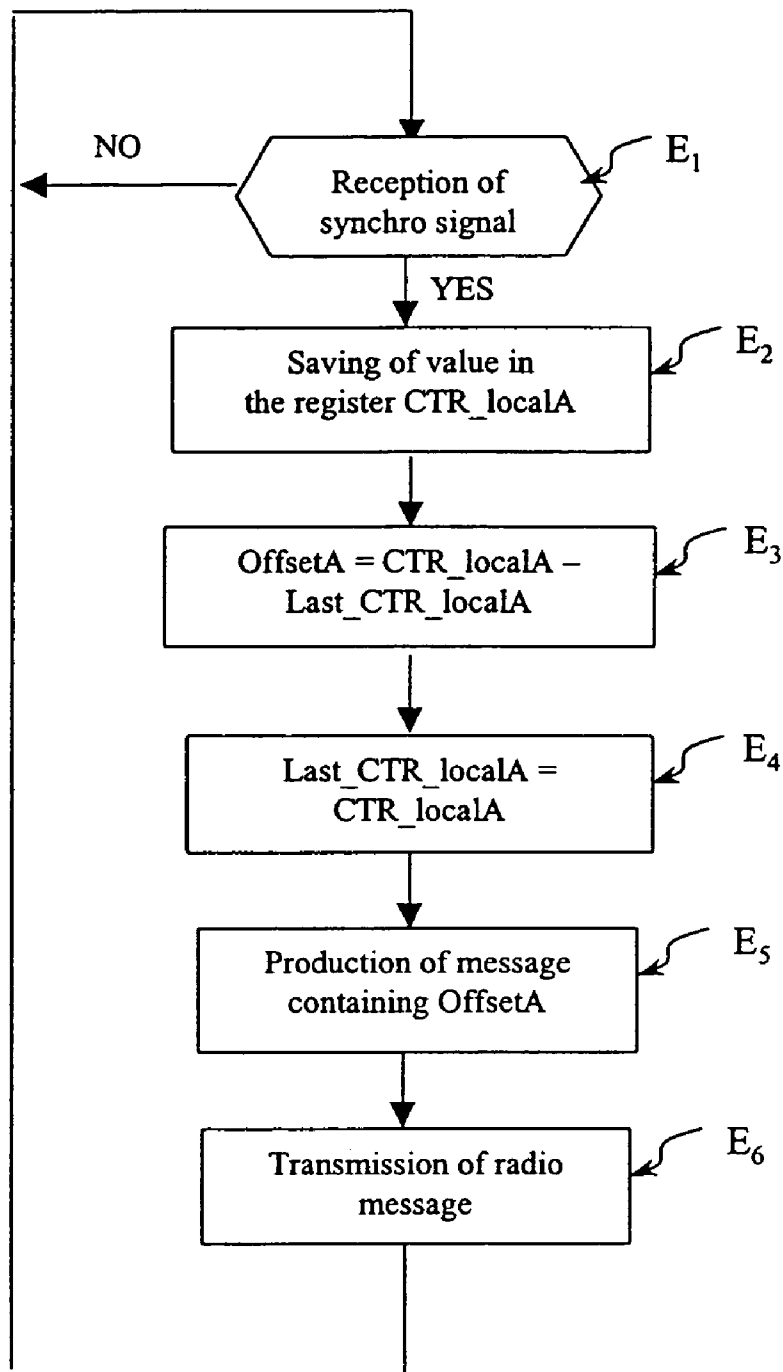 NO
Reception of
synchro signal
E1
YES
Saving of value in
the register CTR_localA
E2
OffsetA = CTR_localA –
Last_CTR_localA
E3
Last_CTR_localA =
CTR_localA
E4
Production of message
containing OffsetA
E5
Transmission of radio
message
E6